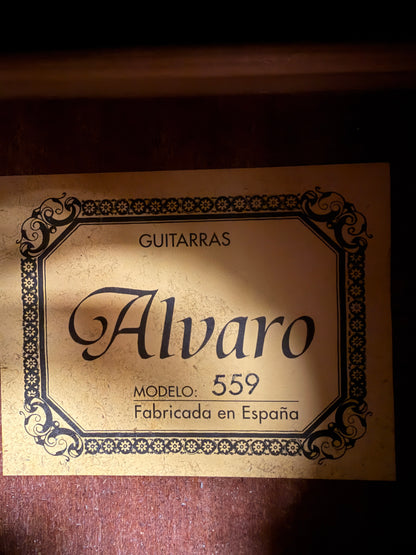 GUITARRAS
Alvaro
MODELO: 559
Fabricada en España